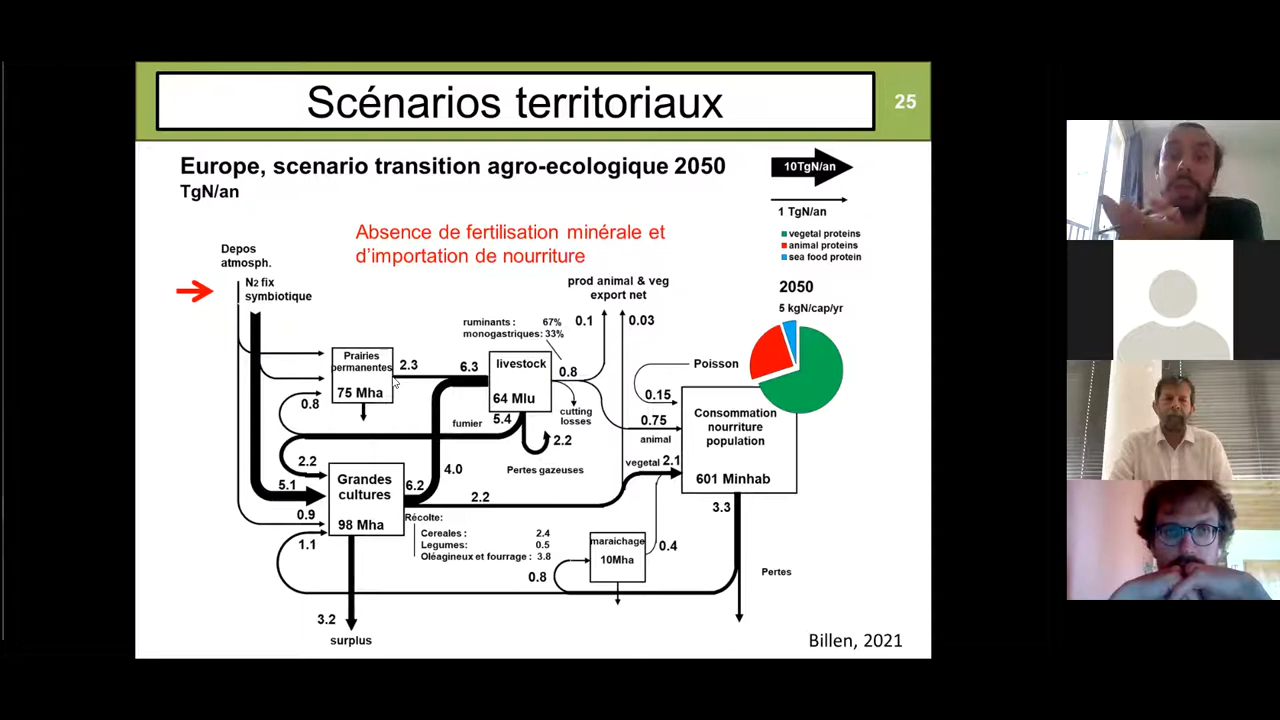 Scénarios territoriaux
25
Europe, scenario transition agro-ecologique 2050
TgN/an
10TgN/an
1 TgN/an
vegetal proteins
animal proteins
sea food protein
Absence de fertilisation minérale et
d'importation de nourriture
2050
5 kgN/cap/yr
Depos
atmosph.
N2 fix
symbiotique
prod animal & veg
export net
0.1
0.03
ruminants : 67%
monogastriques: 33%
Prairies
permanentes
75 Mha
2.3
6.3
livestock
64 Mlu
0.8
cutting
losses
Poisson
0.15
0.75
animal
Consommation
nourriture
population
601 Minhab
0.8
fumier
5.4
2.2
Pertes gazeuses
vegetal 2.1
2.2
5.1
Grandes
cultures
98 Mha
6.2
4.0
2.2
0.9
1.1
Récolte:
Cereales : 2.4
Legumes: 0.5
Oléagineux et fourrage : 3.8
maraichage
10Mha
0.4
0.8
3.3
Pertes
3.2
surplus
Billen, 2021